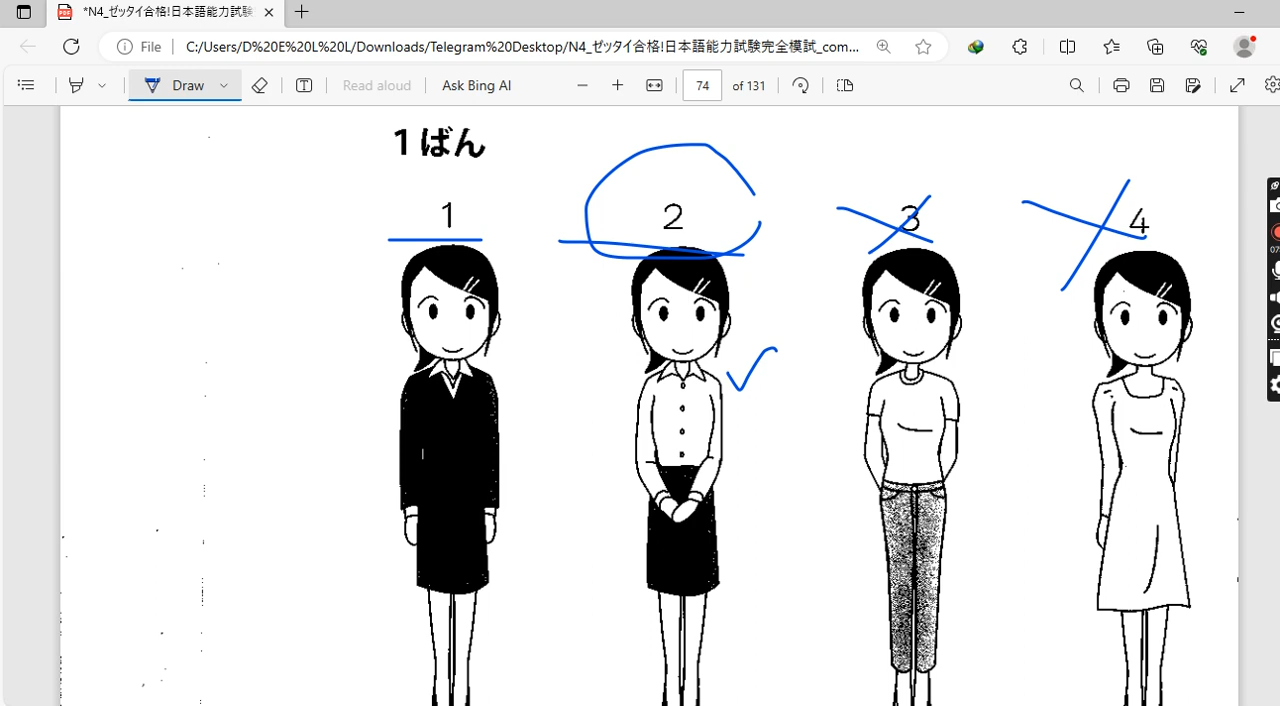 *N4_ゼッタイ合格!日本語能力試験
File
C:/Users/D%20E%20L%20L/Downloads/Telegram%20Desktop/N4_ゼッタイ合格!日本語能力試験完全模試_com...
Draw
Read aloud
Ask Bing AI
74
of 131
1ばん
1
2
3
4